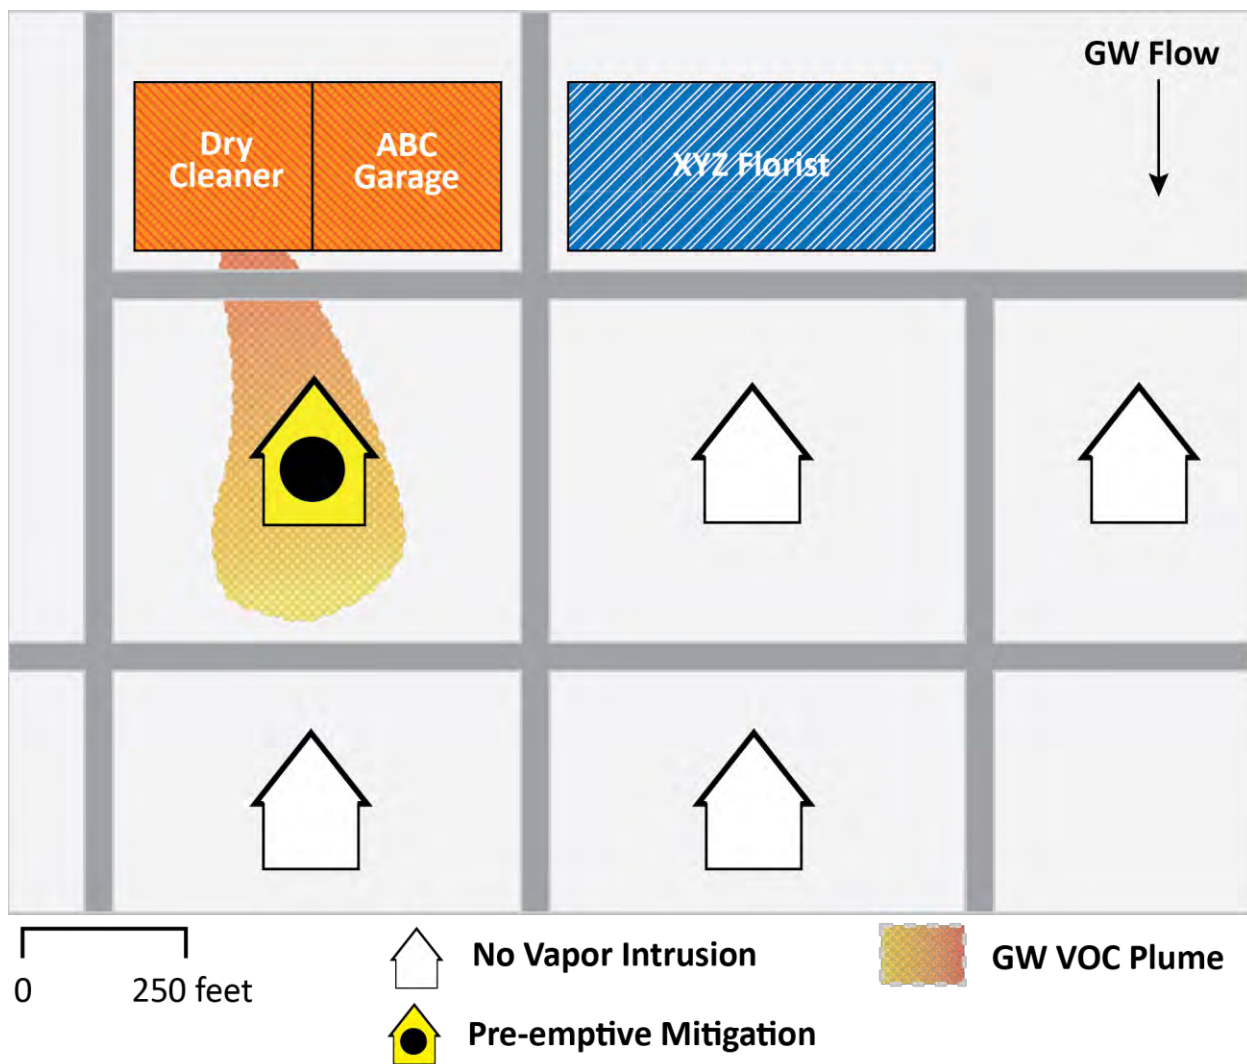 GW Flow
Dry
Cleaner
ABC
Garage
XYZ Florist
0
250 feet
No Vapor Intrusion
GW VOC Plume
Pre-emptive Mitigation